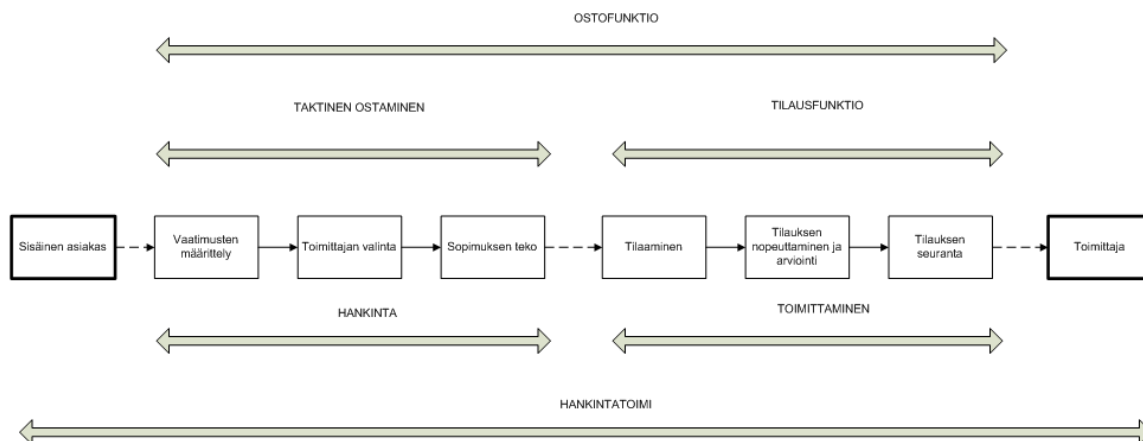 OSTOFUNKTIO
TAKTINEN OSTAMINEN
TILAUSFUNKTIO
Sisäinen asiakas
Vaatimusten
määrittely
Toimittajan valinta
Sopimuksen teko
Tilaaminen
Tilauksen
nopeuttaminen ja
arviointi
Tilauksen
seuranta
Toimittaja
HANKINTA
TOIMITTAMINEN
HANKINTATOIMI